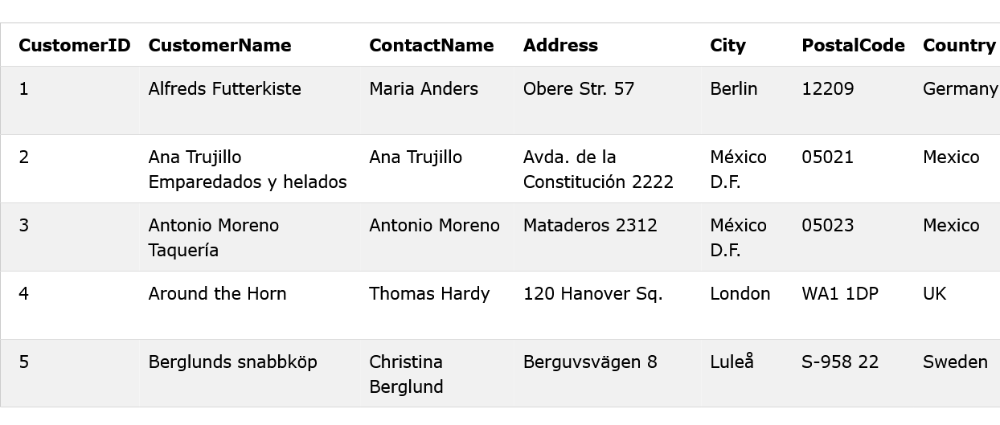 CustomerID CustomerName ContactName Address City PostalCode Country
1 Alfreds Futterkiste Maria Anders Obere Str. 57 Berlin 12209 Germany
2 Ana Trujillo Ana Trujillo Avda. de la México 05021 Mexico
Emparedados y helados Constitución 2222 D.F.
3 Antonio Moreno Antonio Moreno Mataderos 2312 México 05023 Mexico
Taquería D.F.
4 Around the Horn Thomas Hardy 120 Hanover Sq. London WA1 1DP UK
5 Berglunds snabbköp Christina Berguvsvägen 8 Luleå S-958 22 Sweden
Berglund